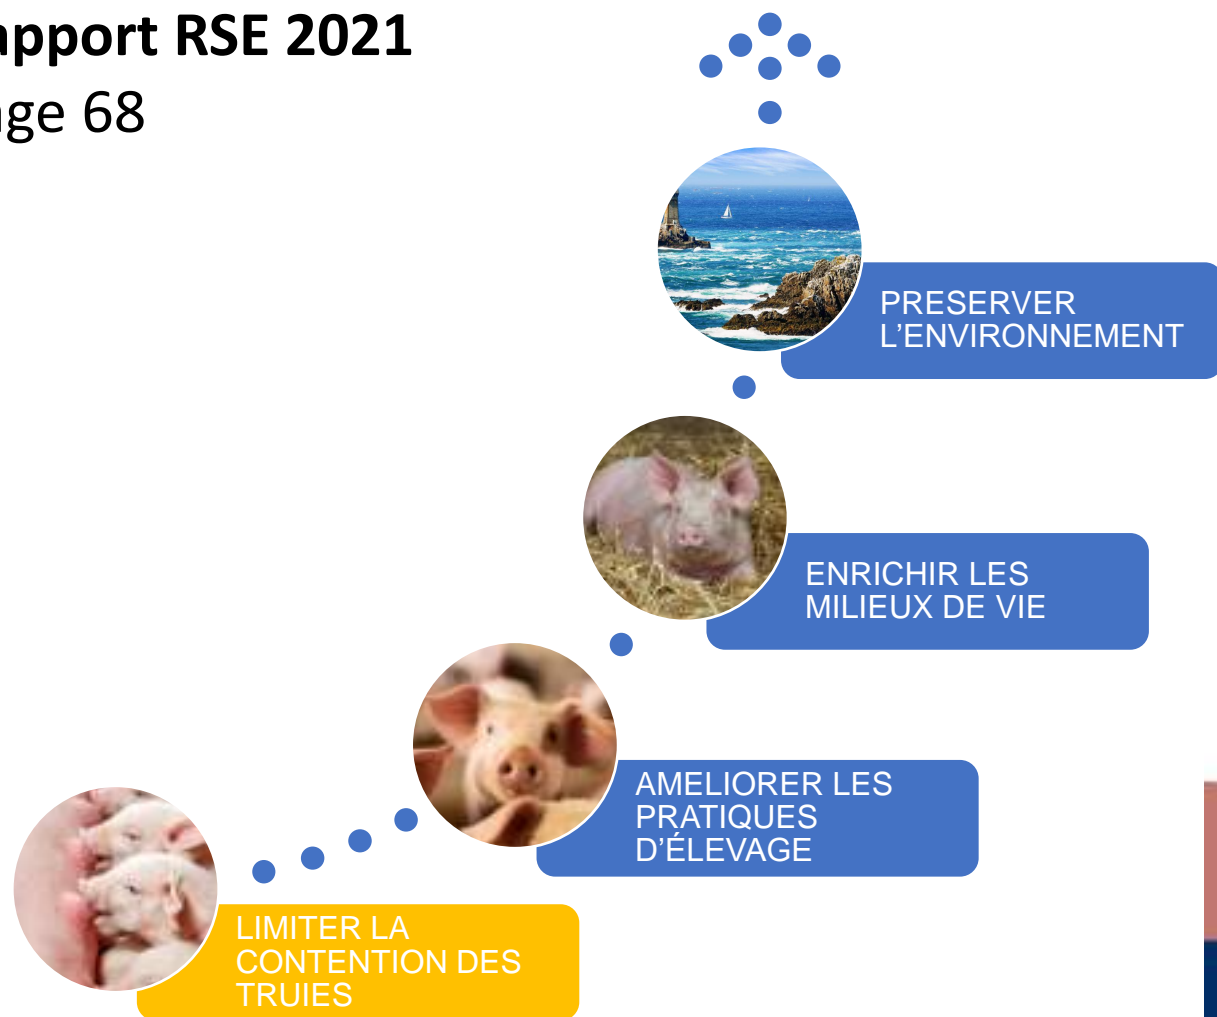 apport RSE 2021
ge 68
PRESERVER
L’ENVIRONNEMENT
ENRICHIR LES
MILIEUX DE VIE
AMELIORER LES
PRATIQUES
D’ÉLEVAGE
LIMITER LA
CONTENTION DES
TRUIES